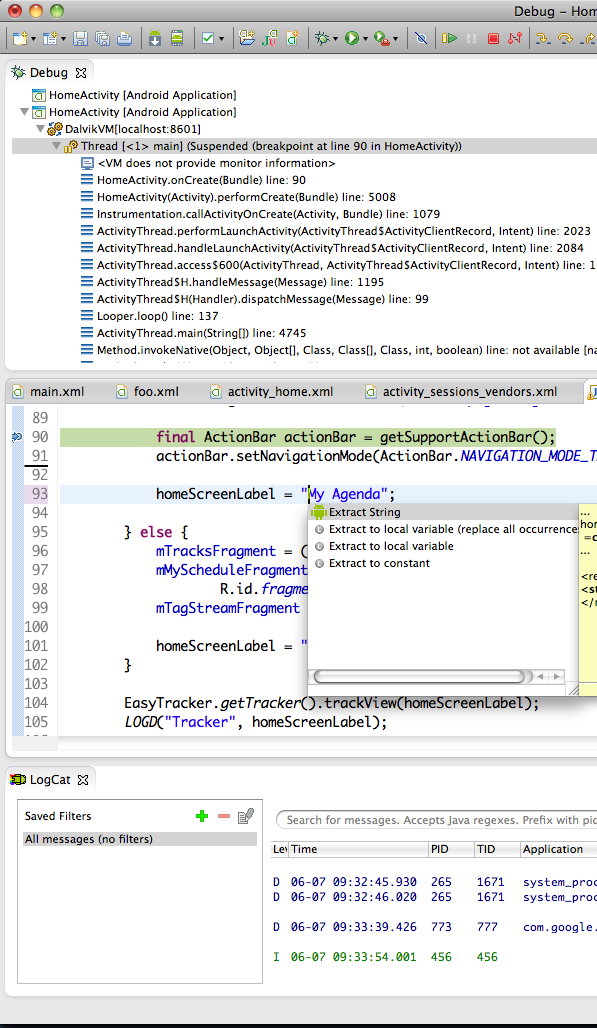 Debug - Hom
Debug
HomeActivity [Android Application]
HomeActivity [Android Application]
DalvikVM[localhost:8601]
Thread [<1> main] (Suspended (breakpoint at line 90 in HomeActivity))
<VM does not provide monitor information>
HomeActivity.onCreate(Bundle) line: 90
HomeActivity(Activity).performCreate(Bundle) line: 5008
Instrumentation.callActivityOnCreate(Activity, Bundle) line: 1079
ActivityThread.performLaunchActivity(ActivityThread$ActivityClientRecord, Intent) line: 2023
ActivityThread.handleLaunchActivity(ActivityThread$ActivityClientRecord, Intent) line: 2084
ActivityThread.access$600(ActivityThread, ActivityThread$ActivityClientRecord, Intent) line: 1
ActivityThread$H.handleMessage(Message) line: 1195
ActivityThread$H(Handler).dispatchMessage(Message) line: 99
Looper.loop() line: 137
ActivityThread.main(String[]) line: 4745
Method.invokeNative(Object, Object[], Class, Class[], Class, int, boolean) line: not available [na
main.xml foo.xml activity_home.xml activity_sessions_vendors.xml
89
90 final ActionBar actionBar = getSupportActionBar();
91 actionBar.setNavigationMode(ActionBar.NAVIGATION_MODE_T
92
93 homeScreenLabel = "My Agenda";
94
95 } else {
96 mTracksFragment = (
97 mMyScheduleFragment
98 R.id.fragme
99 mTagStreamFragment
100
101 homeScreenLabel = "
102 }
103
104 EasyTracker.getTracker().trackView(homeScreenLabel);
105 LOGD("Tracker", homeScreenLabel);
Extract String
Extract to local variable (replace all occurrence
Extract to local variable
Extract to constant
...
hom
=c
...
<re
<st
</r
LogCat
Saved Filters
All messages (no filters)
Search for messages. Accepts Java regexes. Prefix with pid
Le Time PID TID Application
D 06-07 09:32:45.930 265 1671 system_proc
D 06-07 09:32:46.020 265 1671 system_proc
D 06-07 09:33:39.426 773 777 com.google.
I 06-07 09:33:54.001 456 456